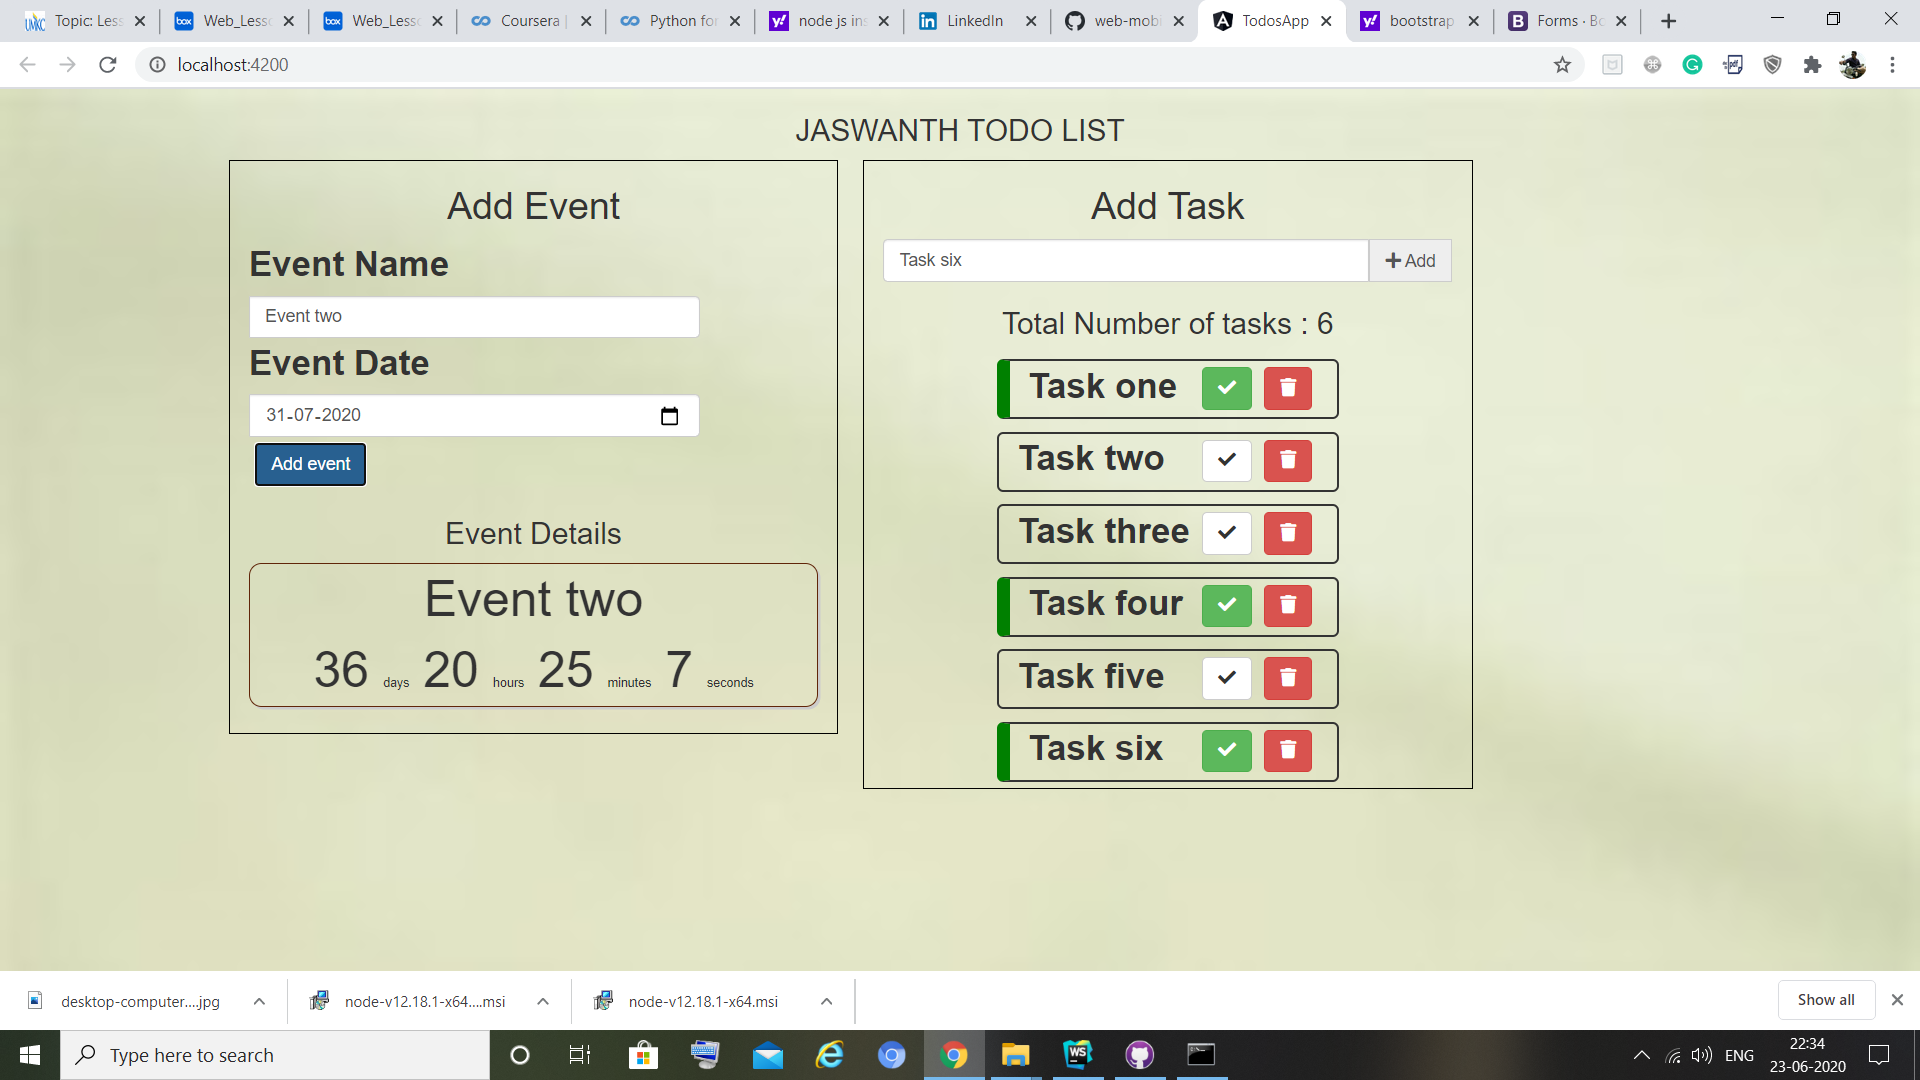 Topic: Less
Web_Less
Web_Less
Coursera |
Python for
node js ins
LinkedIn
web-mobi
TodosApp
bootstrap
Forms · Bo
localhost:4200
JASWANTH TODO LIST
Add Event
Event Name
Event two
Event Date
31-07-2020
Add event
Event Details
Event two
36 days 20 hours 25 minutes 7 seconds
Add Task
Task six
Add
Total Number of tasks : 6
Task one
Task two
Task three
Task four
Task five
Task six
desktop-computer....jpg
node-v12.18.1-x64....msi
node-v12.18.1-x64.msi
Show all
Type here to search
ENG
22:34
23-06-2020